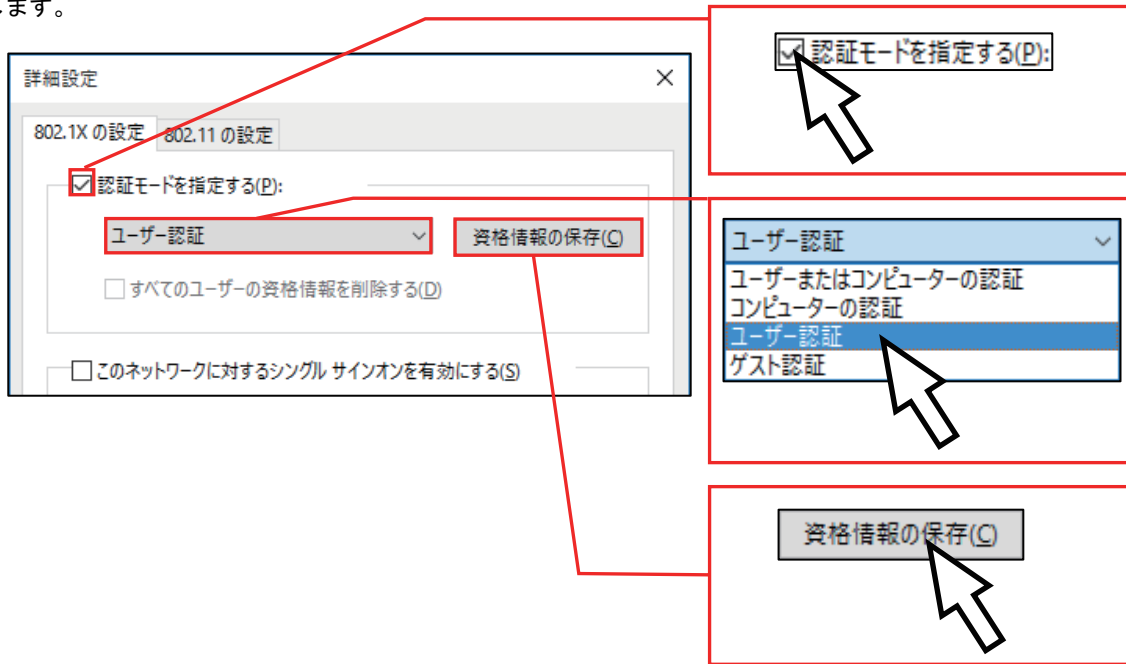 します。
認証モードを指定する(P):
詳細設定
802.1X の設定 802.11 の設定
認証モードを指定する(P):
ユーザー認証 資格情報の保存(C)
すべてのユーザーの資格情報を削除する(D)
このネットワークに対するシングル サインオンを有効にする(S)
ユーザー認証
ユーザーまたはコンピューターの認証
コンピューターの認証
ユーザー認証
ゲスト認証
資格情報の保存(C)